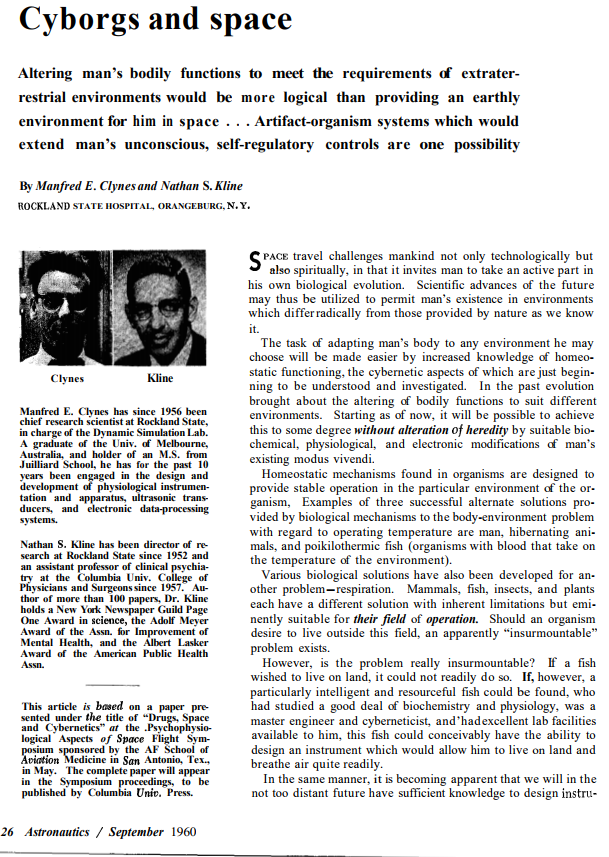 Cyborgs and space
Altering man's bodily functions to meet the requirements of extrater-
restrial environments would be more logical than providing an earthly
environment for him in space . . . Artifact-organism systems which would
extend man's unconscious, self-regulatory controls are one possibility
By Manfred E. Clynes and Nathan S. Kline
ROCKLAND STATE HOSPITAL, ORANGEBURG, N. Y.
Clynes
Kline
Manfred E. Clynes has since 1956 been
chief research scientist at Rockland State,
in charge of the Dynamic Simulation Lab.
A graduate of the Univ. of Melbourne,
Australia, and holder of an M.S. from
Juilliard School, he has for the past 10
years been engaged in the design and
development of physiological instrumen-
tation and apparatus, ultrasonic trans-
ducers, and electronic data-processing
systems.
Nathan S. Kline has been director of re-
search at Rockland State since 1952 and
an assistant professor of clinical psychia-
try at the Columbia Univ. College of
Physicians and Surgeons since 1957. Au-
thor of more than 100 papers, Dr. Kline
holds a New York Newspaper Guild Page
One Award in science, the Adolf Meyer
Award of the Assn. for Improvement of
Mental Health, and the Albert Lasker
Award of the American Public Health
Assn.
This article is based on a paper pre-
sented under the title of "Drugs, Space
and Cybernetics" at the .Psychophysio-
logical Aspects of Space Flight Sym-
posium sponsored by the AF School of
Aviation Medicine in San Antonio, Tex.,
in May. The complete paper will appear
in the Symposium proceedings, to be
published by Columbia Univ. Press.
SPACE travel challenges mankind not only technologically but
also spiritually, in that it invites man to take an active part in
his own biological evolution. Scientific advances of the future
may thus be utilized to permit man's existence in environments
which differ radically from those provided by nature as we know
it.
The task of adapting man's body to any environment he may
choose will be made easier by increased knowledge of homeo-
static functioning, the cybernetic aspects of which are just begin-
ning to be understood and investigated. In the past evolution
brought about the altering of bodily functions to suit different
environments. Starting as of now, it will be possible to achieve
this to some degree without alteration of heredity by suitable bio-
chemical, physiological, and electronic modifications of man's
existing modus vivendi.
Homeostatic mechanisms found in organisms are designed to
provide stable operation in the particular environment of the or-
ganism, Examples of three successful alternate solutions pro-
vided by biological mechanisms to the body-environment problem
with regard to operating temperature are man, hibernating ani-
mals, and poikilothermic fish (organisms with blood that take on
the temperature of the environment).
Various biological solutions have also been developed for an-
other problem—respiration. Mammals, fish, insects, and plants
each have a different solution with inherent limitations but emi-
nently suitable for their field of operation. Should an organism
desire to live outside this field, an apparently "insurmountable"
problem exists.
However, is the problem really insurmountable? If a fish
wished to live on land, it could not readily do so. If, however, a
particularly intelligent and resourceful fish could be found, who
had studied a good deal of biochemistry and physiology, was a
master engineer and cyberneticist, and'had excellent lab facilities
available to him, this fish could conceivably have the ability to
design an instrument which would allow him to live on land and
breathe air quite readily.
In the same manner, it is becoming apparent that we will in the
not too distant future have sufficient knowledge to design instru-
26 Astronautics / September 1960